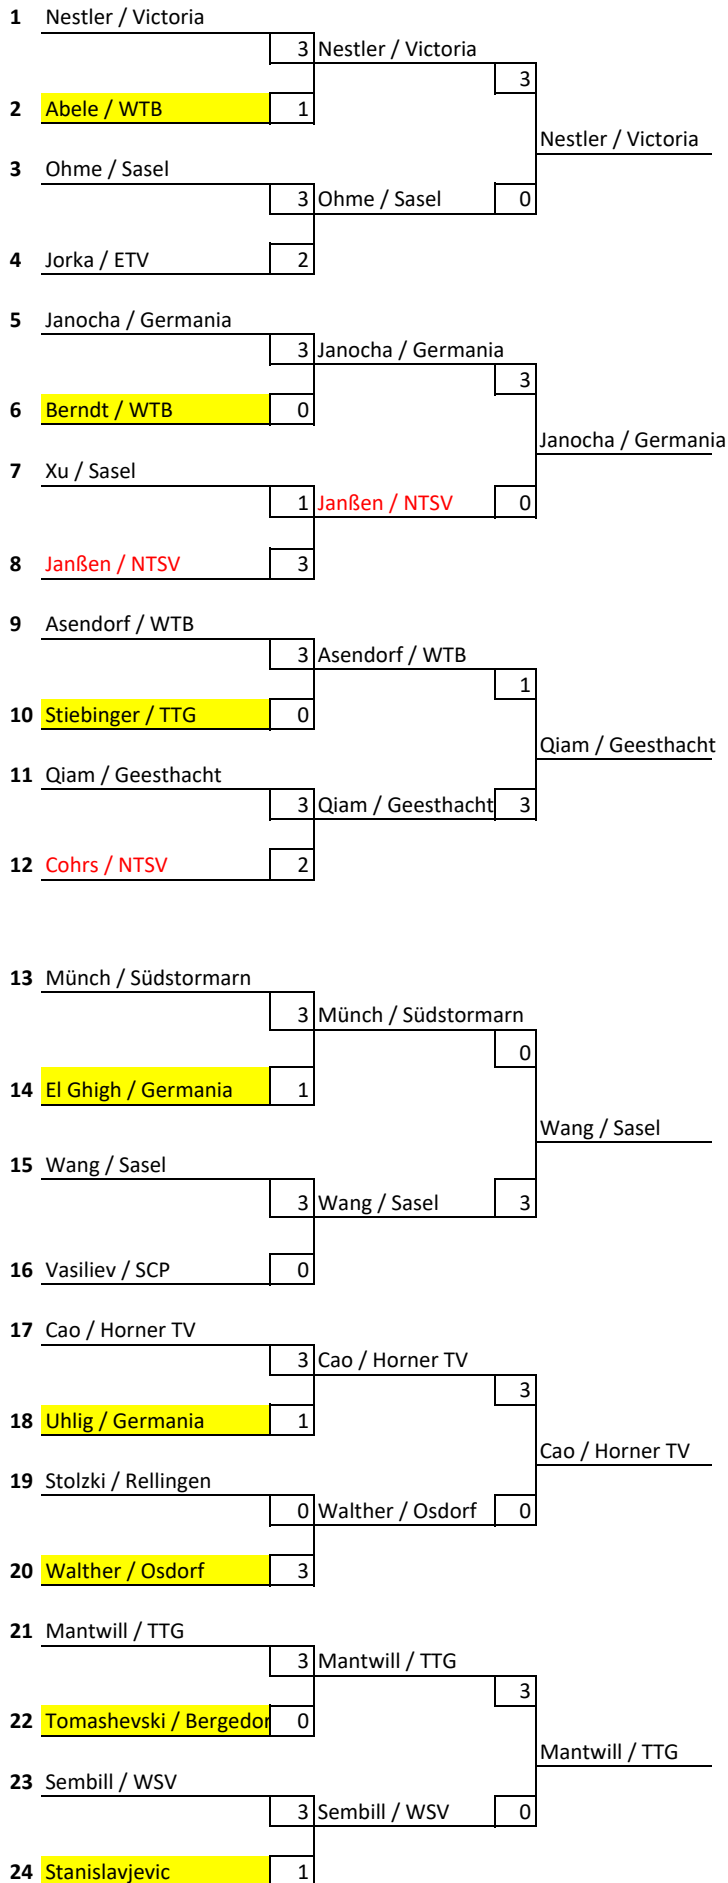 1 Nestler / Victoria
3 Nestler / Victoria
3
2 Abele / WTB 1
Nestler / Victoria
3 Ohme / Sasel
3 Ohme / Sasel 0
4 Jorka / ETV 2
5 Janocha / Germania
3 Janocha / Germania
3
6 Berndt / WTB 0
Janocha / Germania
7 Xu / Sasel
1 Janßen / NTSV 0
8 Janßen / NTSV 3
9 Asendorf / WTB
3 Asendorf / WTB
1
10 Stiebinger / TTG 0
Qiam / Geesthacht
11 Qiam / Geesthacht
3 Qiam / Geesthacht 3
12 Cohrs / NTSV 2
13 Münch / Südstormarn
3 Münch / Südstormarn
0
14 El Ghigh / Germania 1
Wang / Sasel
15 Wang / Sasel
3 Wang / Sasel 3
16 Vasiliev / SCP 0
17 Cao / Horner TV
3 Cao / Horner TV
3
18 Uhlig / Germania 1
Cao / Horner TV
19 Stolzki / Rellingen
0 Walther / Osdorf 0
20 Walther / Osdorf 3
21 Mantwill / TTG
3 Mantwill / TTG
3
22 Tomashevski / Bergedor 0
Mantwill / TTG
23 Sembill / WSV
3 Sembill / WSV 0
24 Stanislavjevic 1